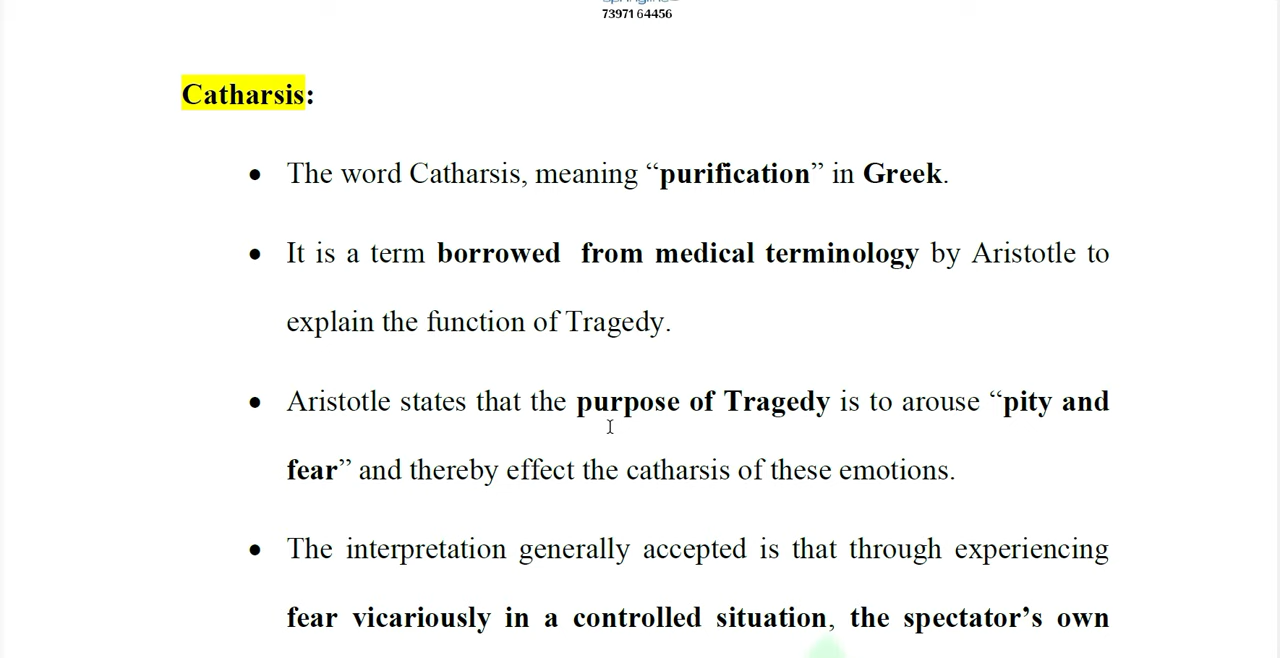 73971 64456
Catharsis:
• The word Catharsis, meaning “purification” in Greek.
• It is a term borrowed from medical terminology by Aristotle to
explain the function of Tragedy.
• Aristotle states that the purpose of Tragedy is to arouse “pity and
fear” and thereby effect the catharsis of these emotions.
• The interpretation generally accepted is that through experiencing
fear vicariously in a controlled situation, the spectator’s own